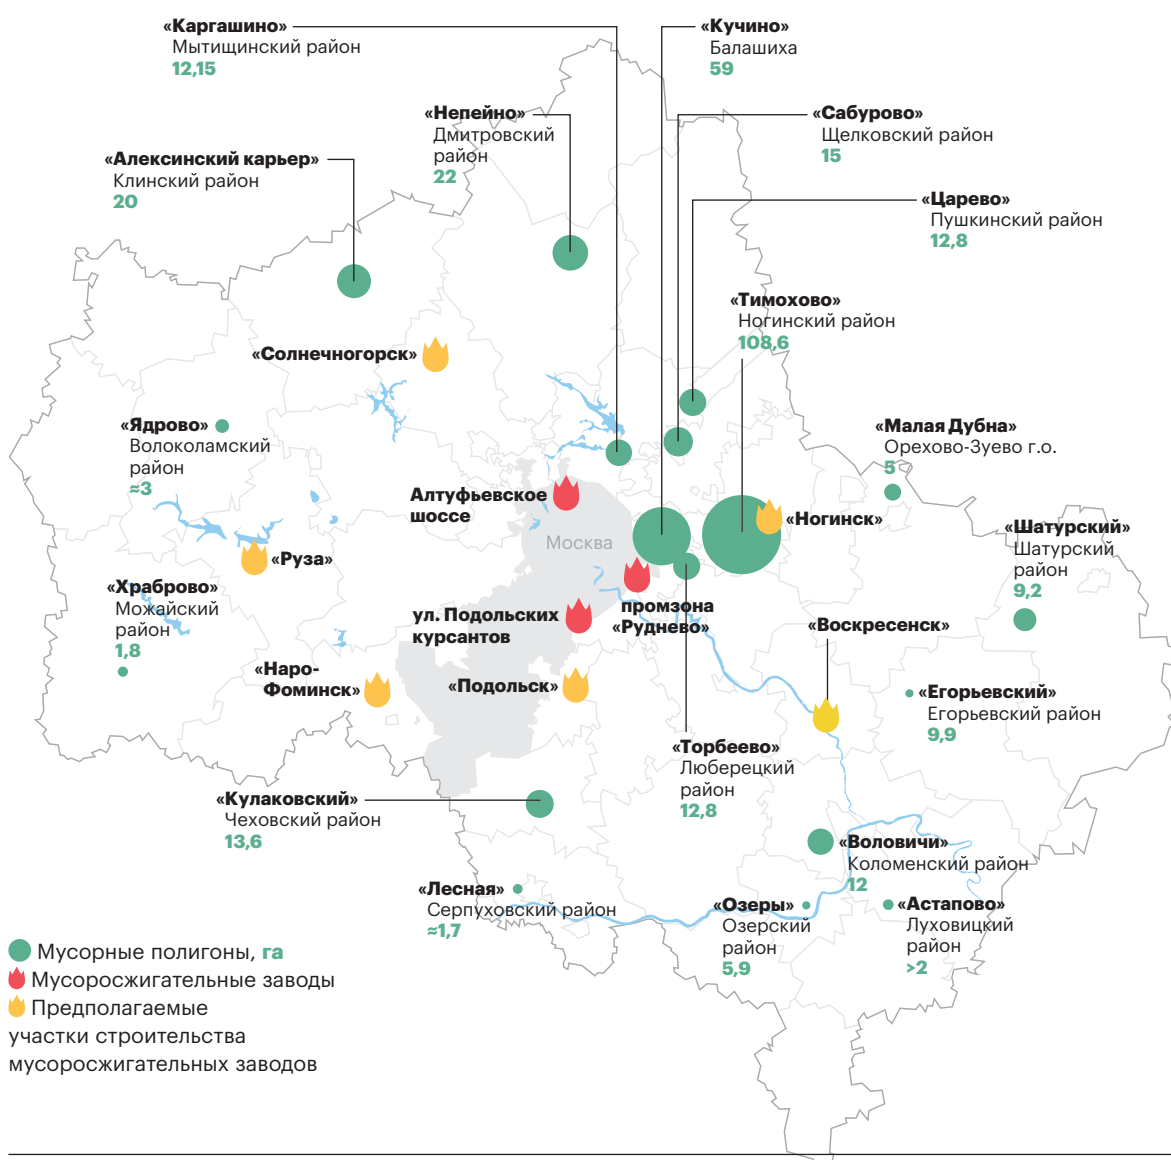 «Каргашино»
Мытищинский район
12,15
«Кучино»
Балашиха
59
«Непейно»
Дмитровский
район
22
«Сабурово»
Щелковский район
15
«Алексинский карьер»
Клинский район
20
«Царево»
Пушкинский район
12,8
«Тимохово»
Ногинский район
108,6
«Солнечногорск»
«Ядрово»
Волоколамский
район
≈3
«Малая Дубна»
Орехово-Зуево г.о.
5
Алтуфьевское
шоссе
Москва
«Ногинск»
«Шатурский»
Шатурский
район
9,2
«Руза»
«Храброво»
Можайский
район
1,8
ул. Подольских
курсантов
промзона
«Руднево»
«Воскресенск»
«Наро-
Фоминск»
«Подольск»
«Егорьевский»
Егорьевский район
9,9
«Торбеево»
Люберецкий
район
12,8
«Кулаковский»
Чеховский район
13,6
«Воловичи»
Коломенский район
12
«Лесная»
Серпуховский район
≈1,7
«Озеры»
Озерский
район
5,9
«Астапово»
Луховицкий
район
>2
Мусорные полигоны, га
Мусоросжигательные заводы
Предполагаемые
участки строительства
мусоросжигательных заводов